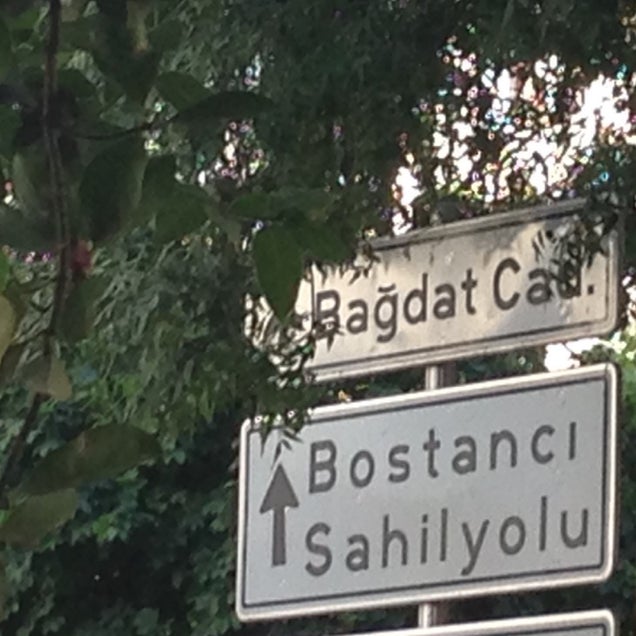 Bağdat Cad.
Bostancı
Sahilyolu